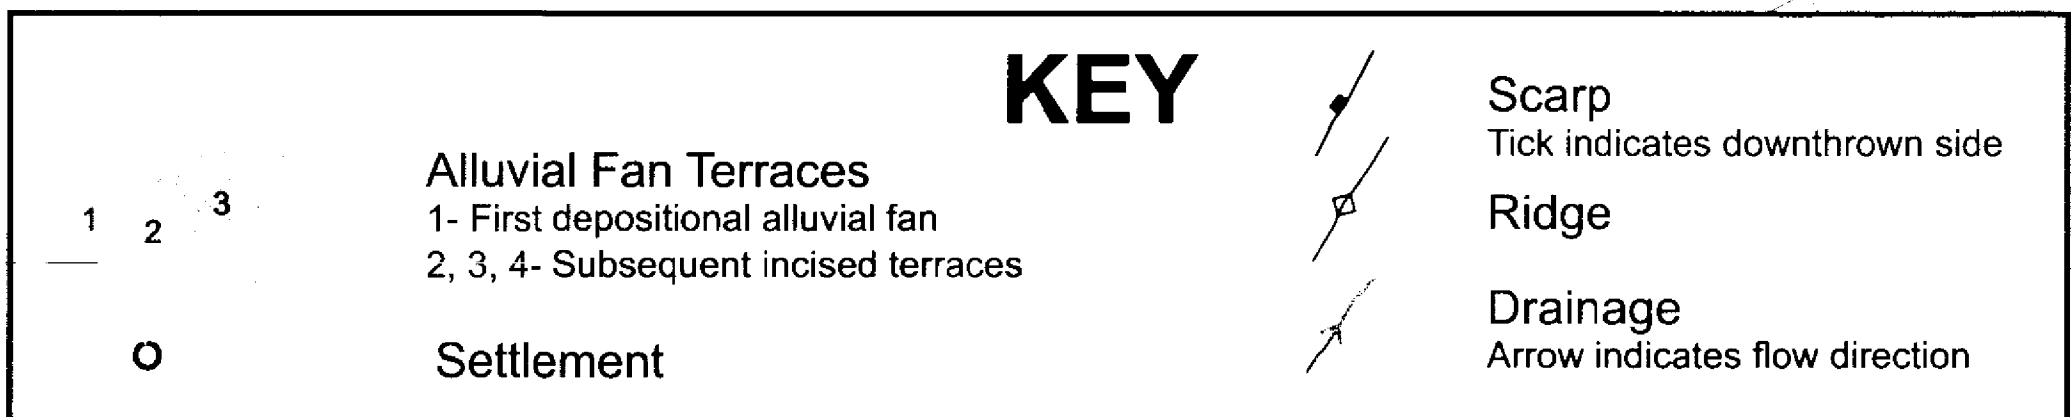 KEY
1
2
3
Alluvial Fan Terraces
1- First depositional alluvial fan
2, 3, 4- Subsequent incised terraces
O
Settlement
Scarp
Tick indicates downthrown side
Ridge
Drainage
Arrow indicates flow direction